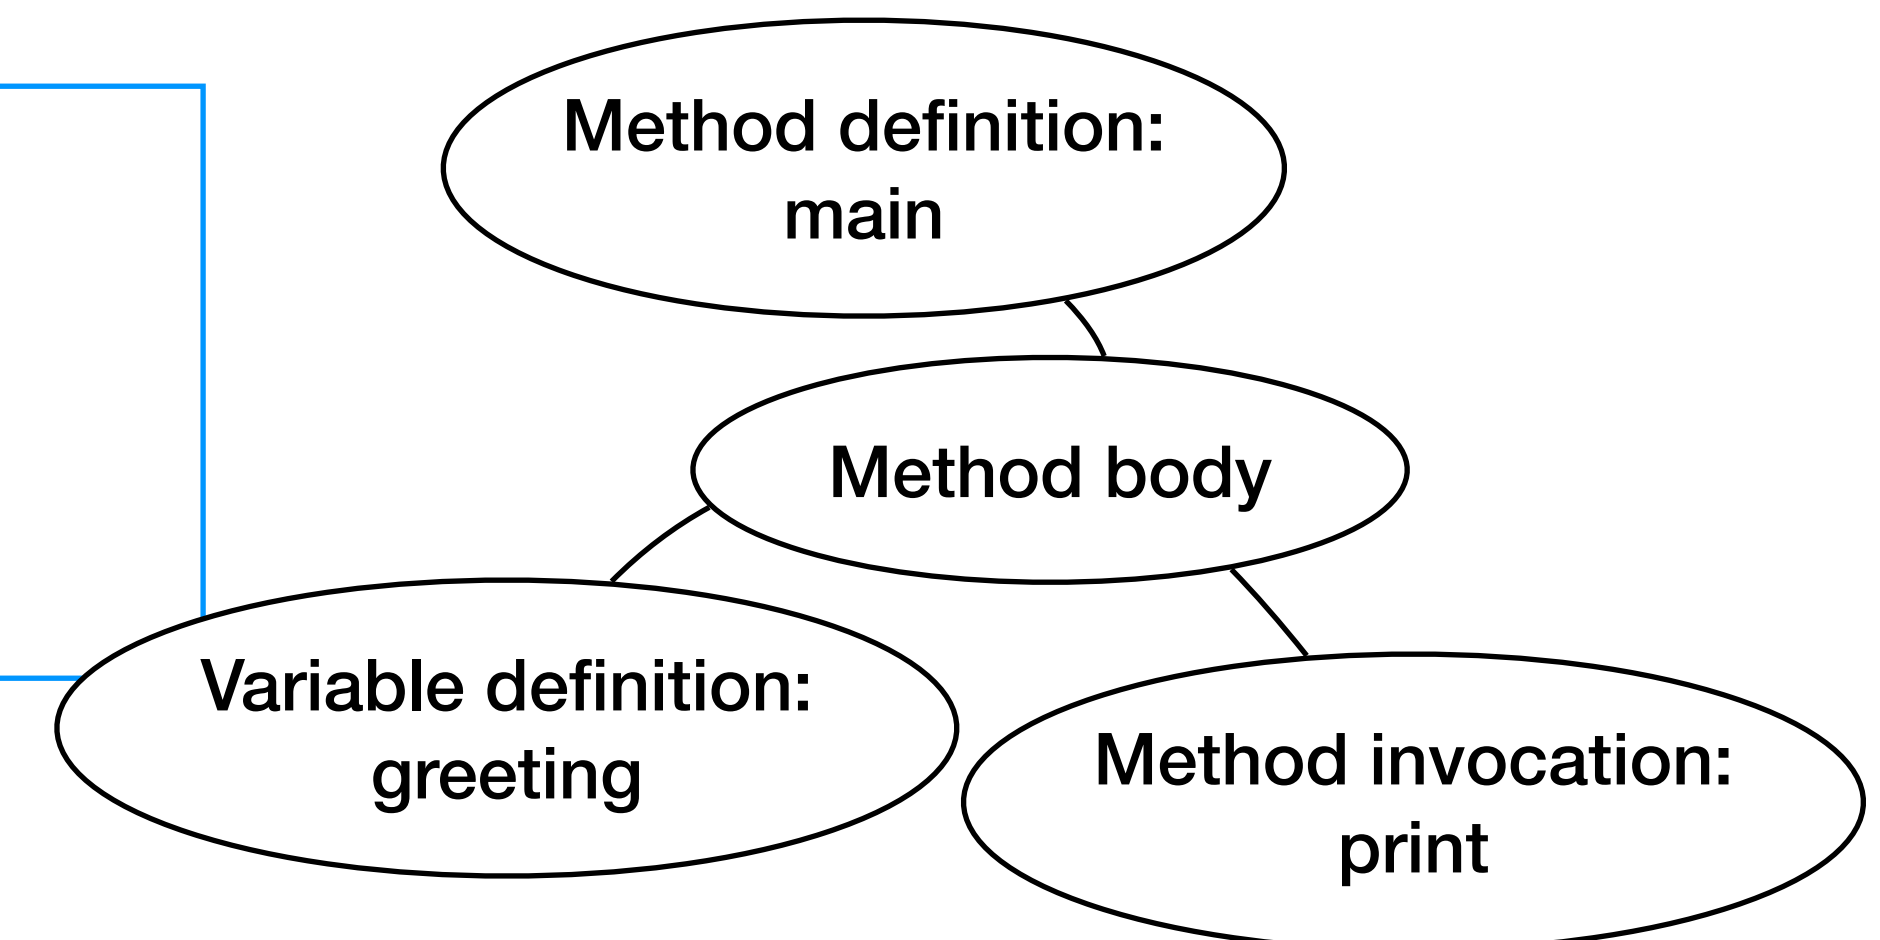 Method definition:
main
Method body
Variable definition:
greeting
Method invocation:
print